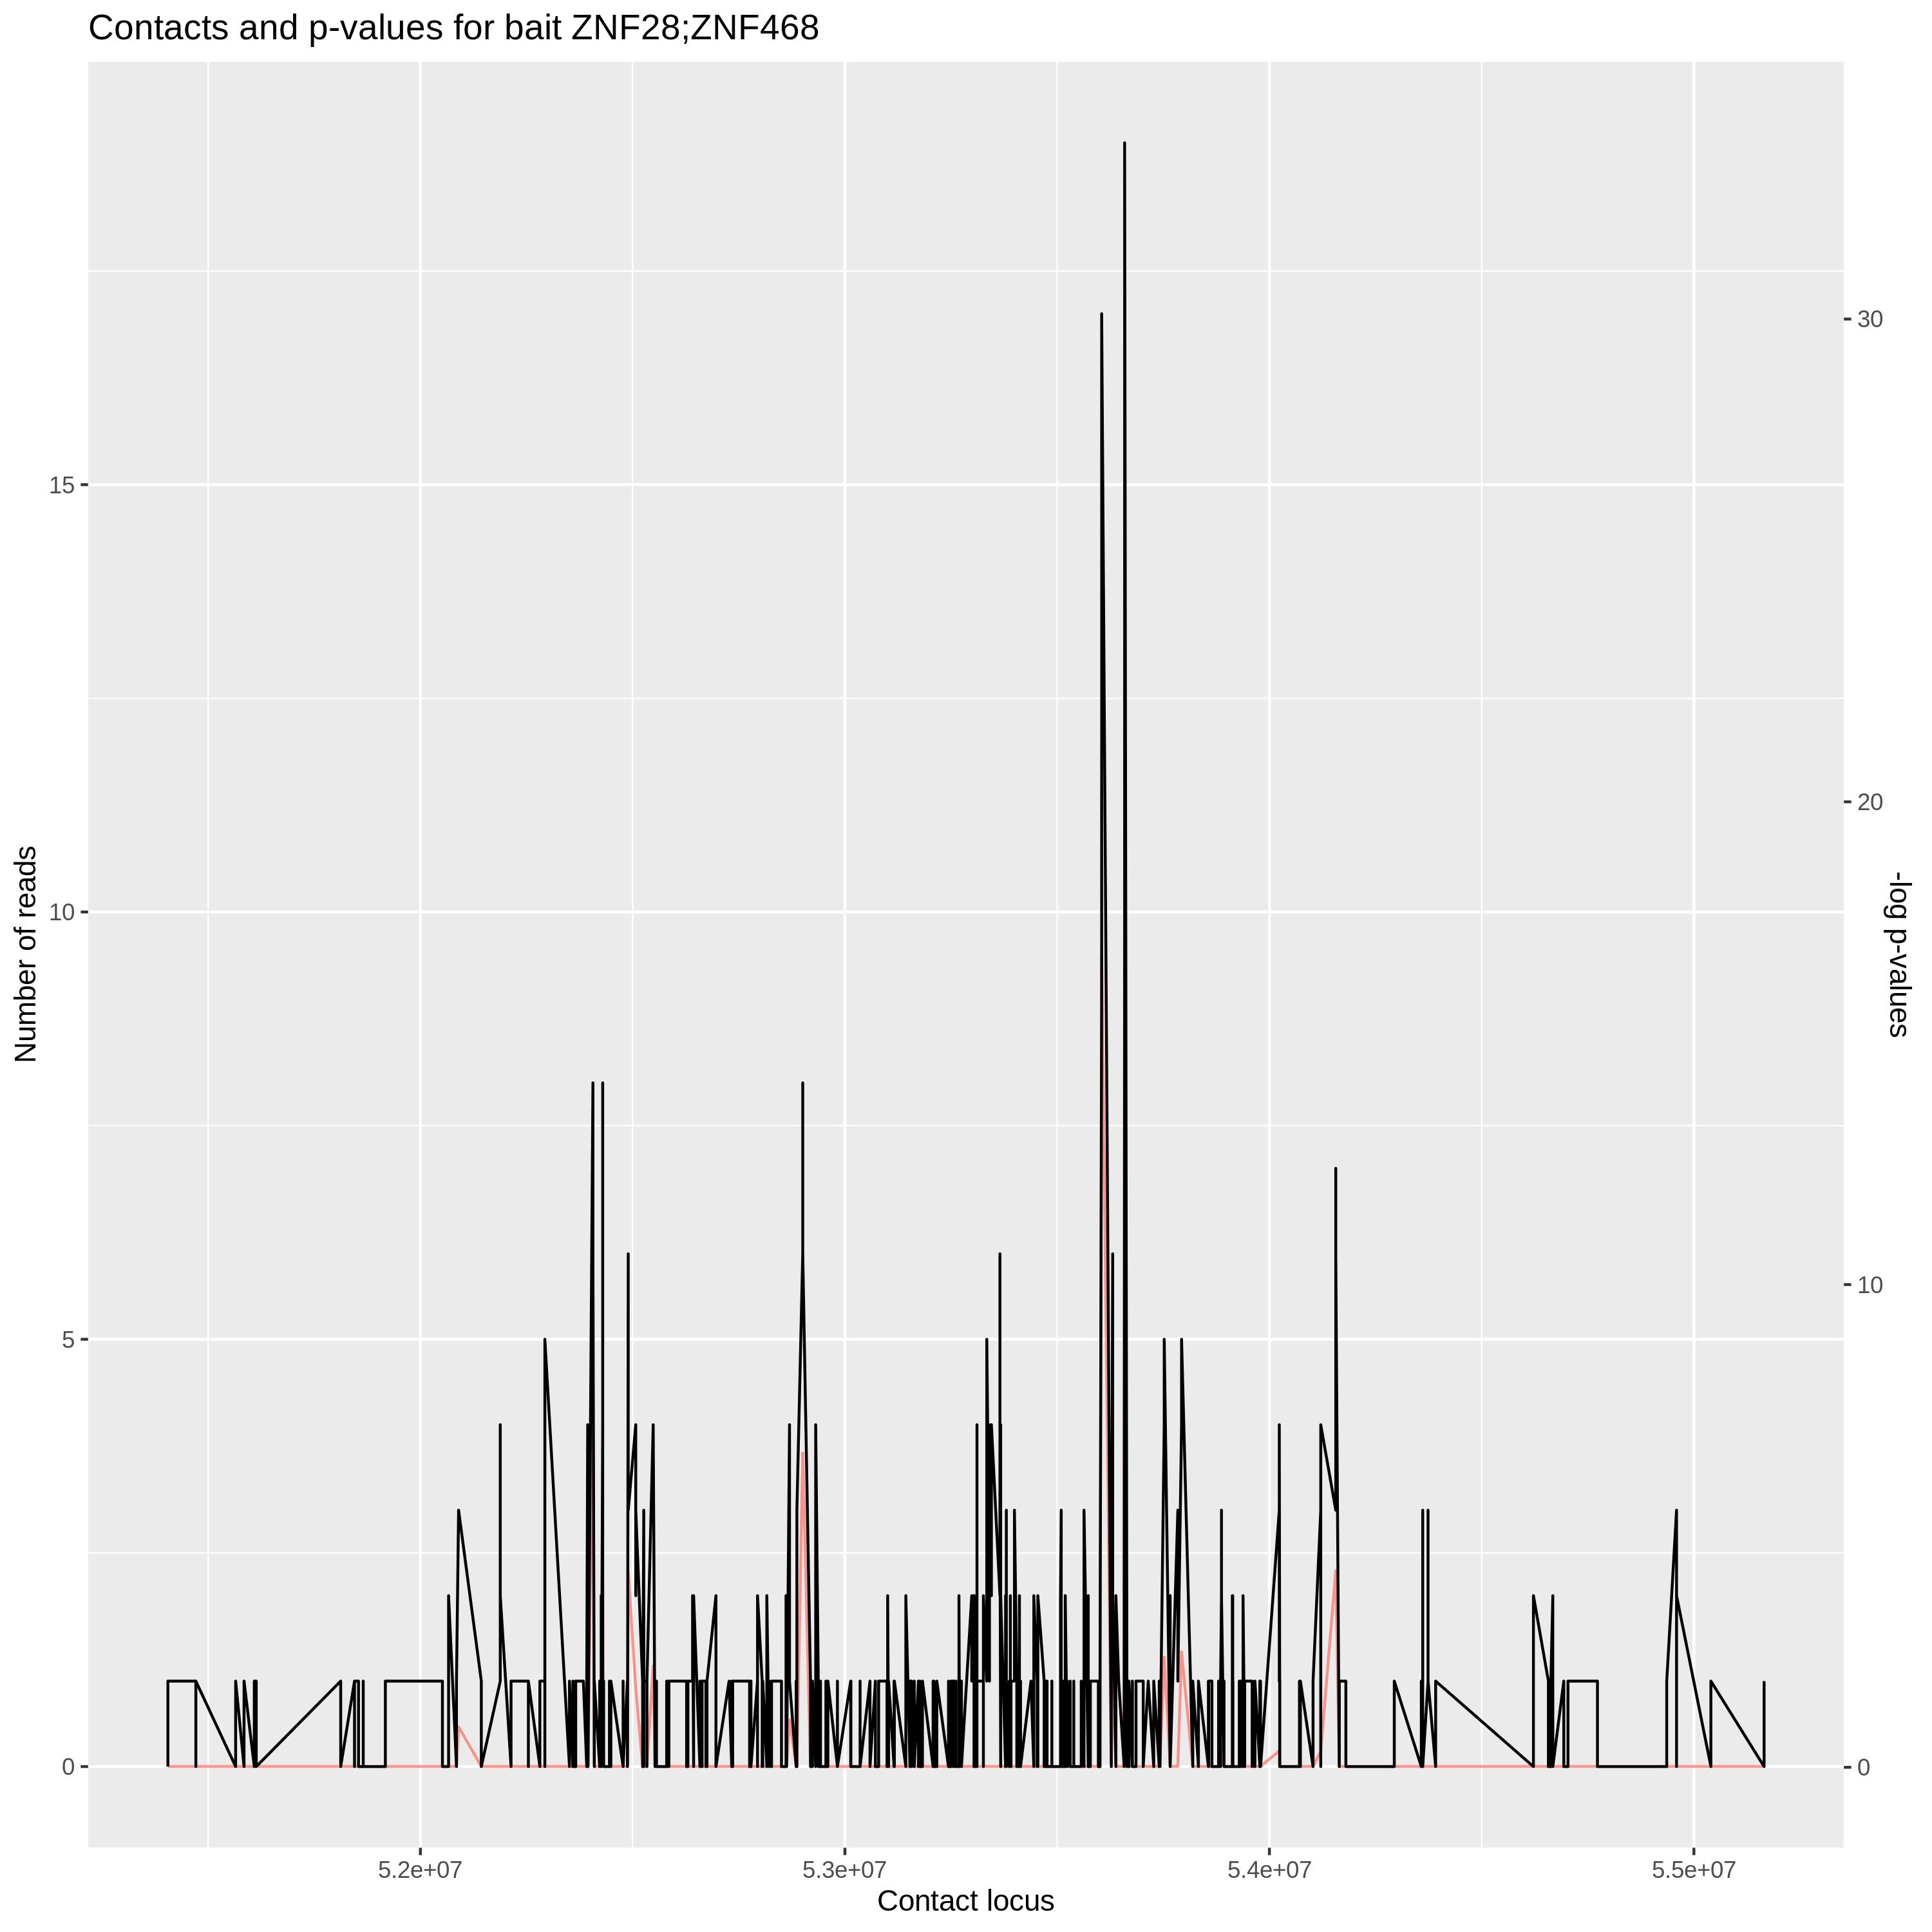 Contacts and p-values for bait ZNF28;ZNF468
15
10
5
0
Number of reads
30
20
10
0
-log p-values
5.2e+07
5.3e+07
5.4e+07
5.5e+07
Contact locus